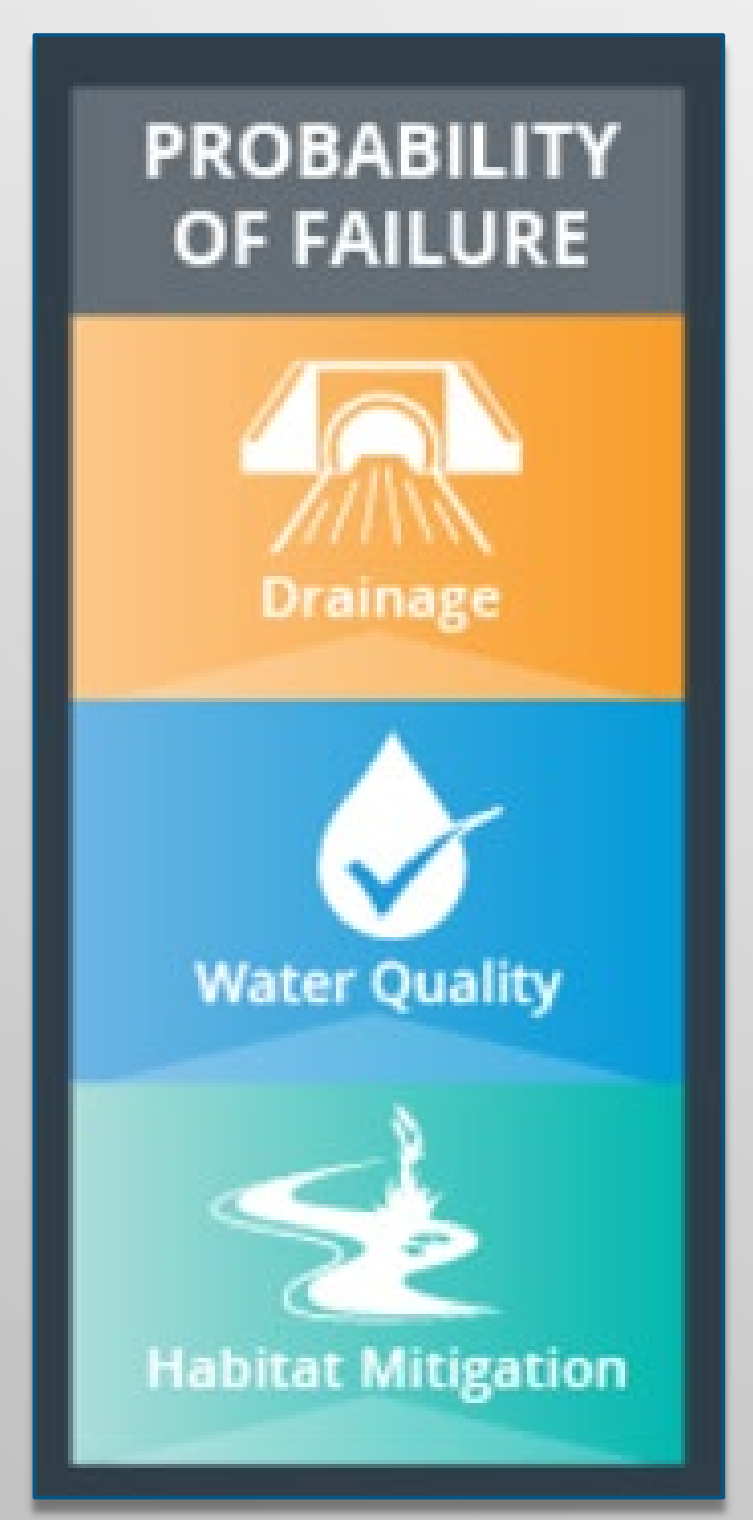 PROBABILITY
OF FAILURE
Drainage
Water Quality
Habitat Mitigation